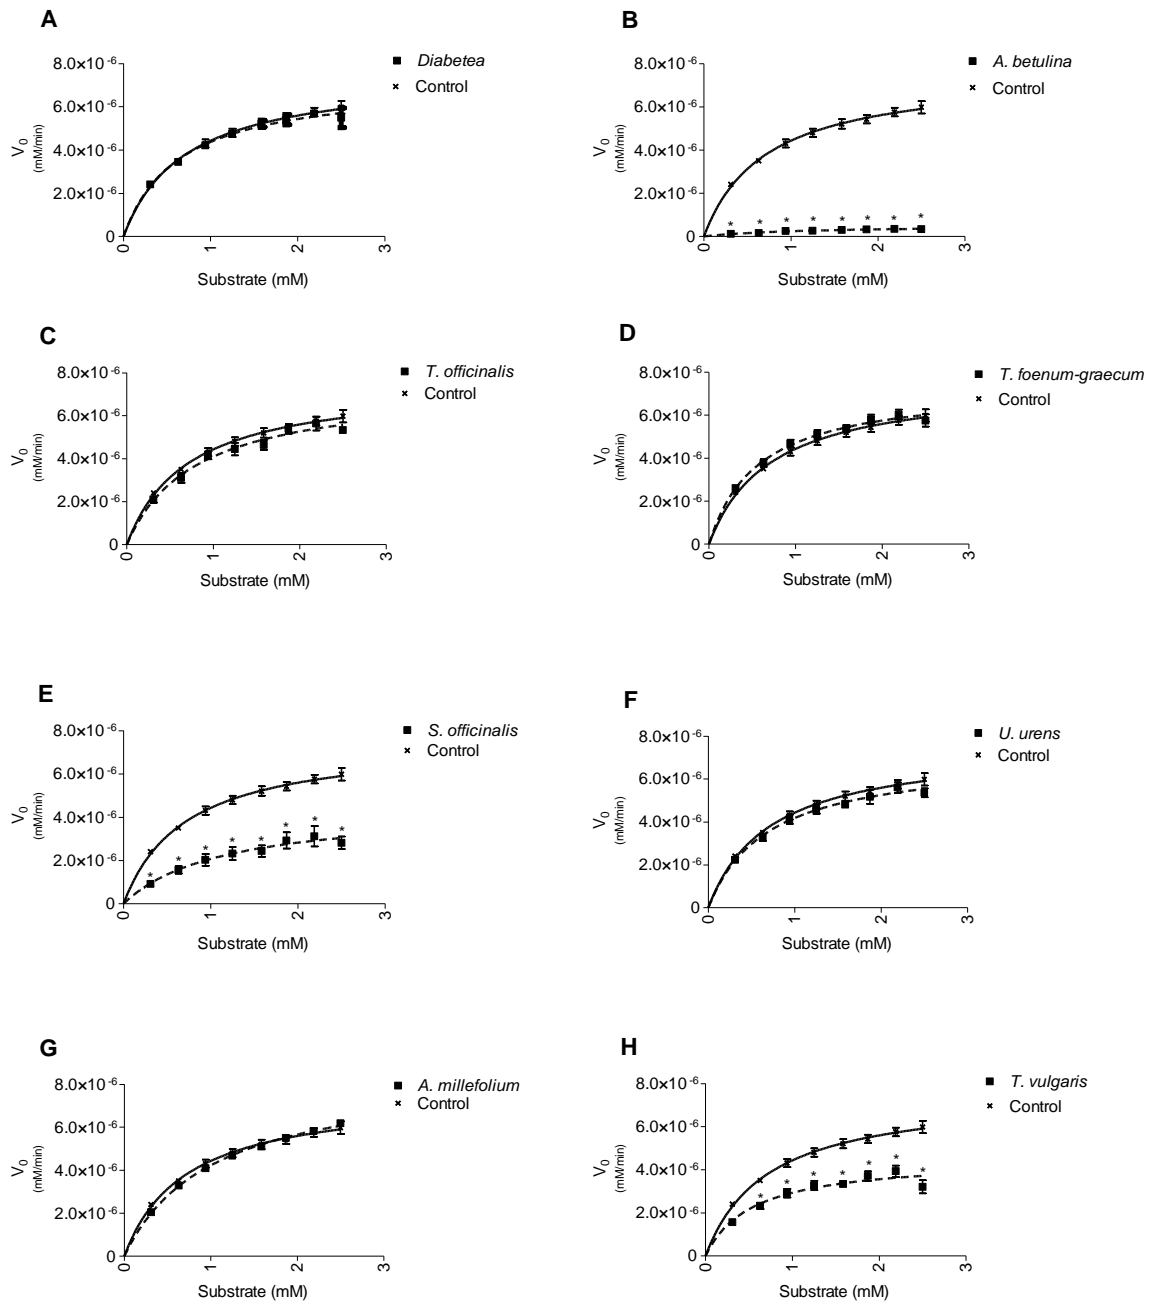 A
Diabetea
Control
8.0×10⁻⁶
6.0×10⁻⁶
4.0×10⁻⁶
2.0×10⁻⁶
0
V₀
(mM/min)
0 1 2 3
Substrate (mM)
B
A. betulina
Control
8.0×10⁻⁶
6.0×10⁻⁶
4.0×10⁻⁶
2.0×10⁻⁶
0
V₀
(mM/min)
* * * * * * * *
0 1 2 3
Substrate (mM)
C
T. officinalis
Control
8.0×10⁻⁶
6.0×10⁻⁶
4.0×10⁻⁶
2.0×10⁻⁶
0
V₀
(mM/min)
0 1 2 3
Substrate (mM)
D
T. foenum-graecum
Control
8.0×10⁻⁶
6.0×10⁻⁶
4.0×10⁻⁶
2.0×10⁻⁶
0
V₀
(mM/min)
0 1 2 3
Substrate (mM)
E
S. officinalis
Control
8.0×10⁻⁶
6.0×10⁻⁶
4.0×10⁻⁶
2.0×10⁻⁶
0
V₀
(mM/min)
* * * * * * * *
0 1 2 3
Substrate (mM)
F
U. urens
Control
8.0×10⁻⁶
6.0×10⁻⁶
4.0×10⁻⁶
2.0×10⁻⁶
0
V₀
(mM/min)
0 1 2 3
Substrate (mM)
G
A. millefolium
Control
8.0×10⁻⁶
6.0×10⁻⁶
4.0×10⁻⁶
2.0×10⁻⁶
0
V₀
(mM/min)
0 1 2 3
Substrate (mM)
H
T. vulgaris
Control
8.0×10⁻⁶
6.0×10⁻⁶
4.0×10⁻⁶
2.0×10⁻⁶
0
V₀
(mM/min)
* * * * * * *
0 1 2 3
Substrate (mM)